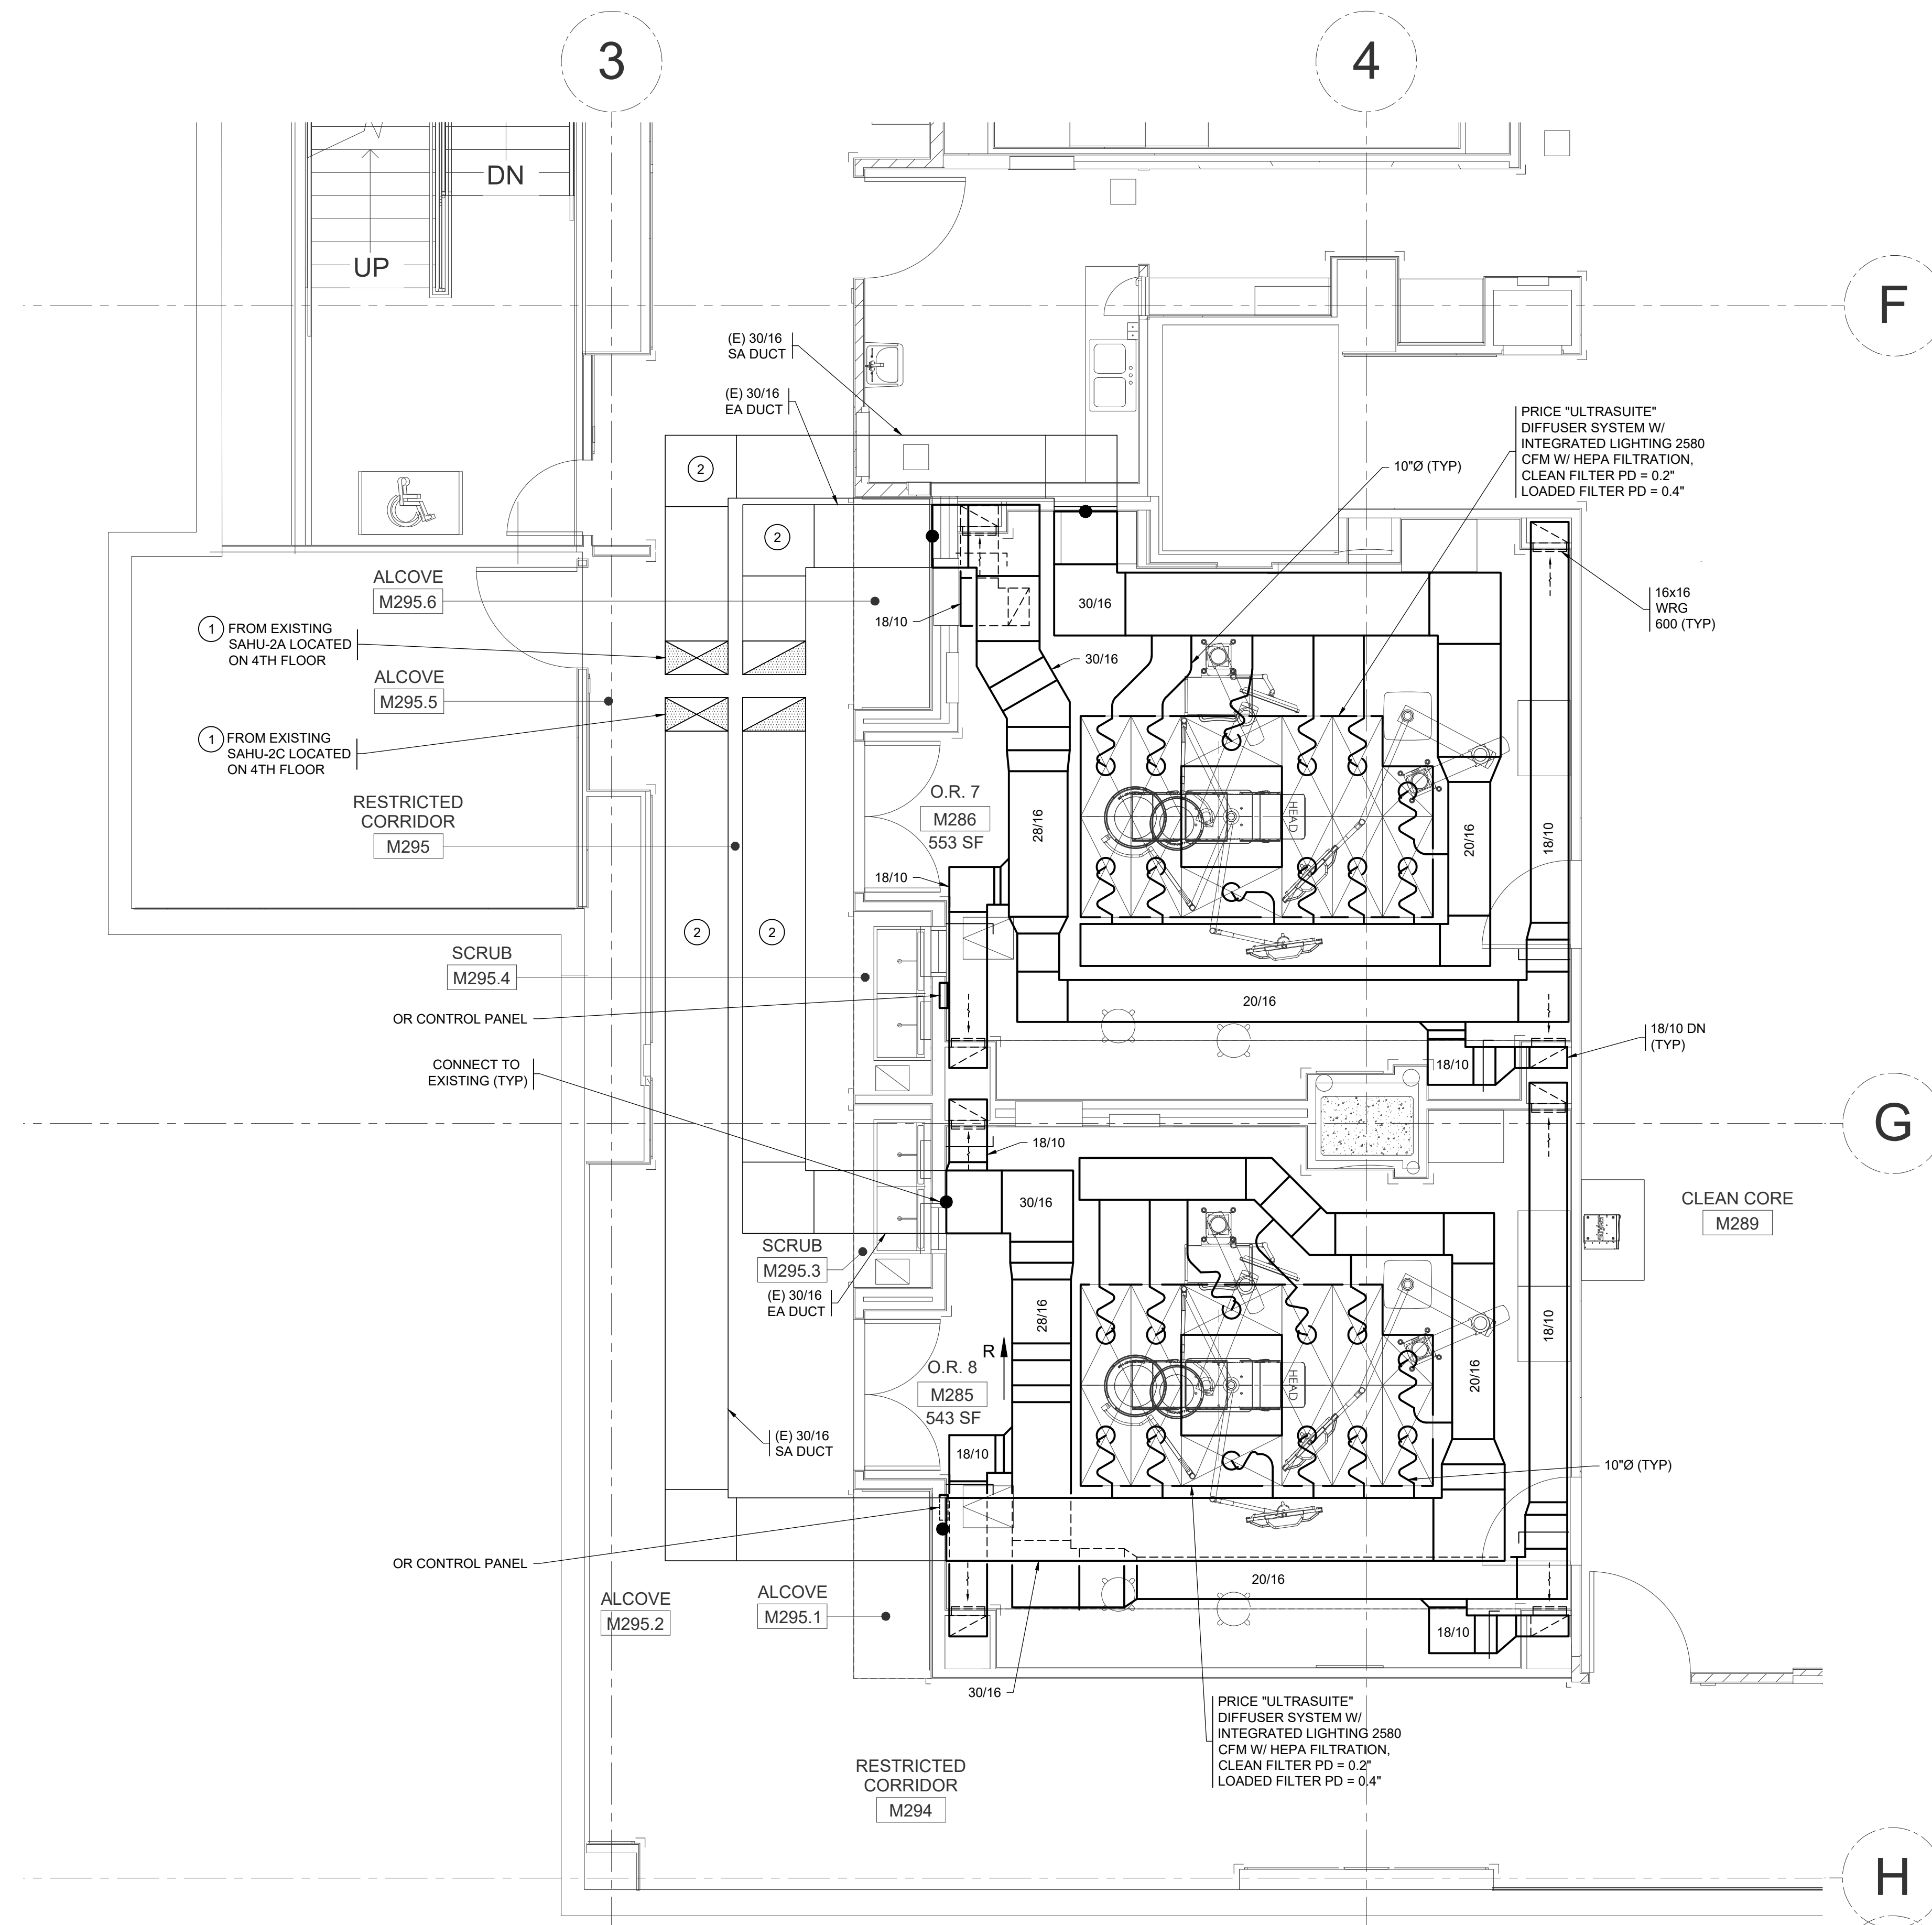 3
4
DN
UP
F
(E) 30/16
SA DUCT
(E) 30/16
EA DUCT
PRICE "ULTRASUITE"
DIFFUSER SYSTEM W/
INTEGRATED LIGHTING 2580
CFM W/ HEPA FILTRATION,
CLEAN FILTER PD = 0.2"
LOADED FILTER PD = 0.4"
10"Ø (TYP)
2
2
ALCOVE
M295.6
16x16
WRG
600 (TYP)
18/10
30/16
1
FROM EXISTING
SAHU-2A LOCATED
ON 4TH FLOOR
30/16
ALCOVE
M295.5
1
FROM EXISTING
SAHU-2C LOCATED
ON 4TH FLOOR
RESTRICTED
CORRIDOR
M295
O.R. 7
M286
553 SF
28/16
HEAD
20/16
18/10
18/10
2
2
SCRUB
M295.4
OR CONTROL PANEL
20/16
18/10 DN
(TYP)
CONNECT TO
EXISTING (TYP)
18/10
G
18/10
30/16
CLEAN CORE
M289
SCRUB
M295.3
(E) 30/16
EA DUCT
28/16
R
O.R. 8
M285
543 SF
HEAD
20/16
18/10
(E) 30/16
SA DUCT
18/10
10"Ø (TYP)
OR CONTROL PANEL
20/16
ALCOVE
M295.2
ALCOVE
M295.1
18/10
30/16
PRICE "ULTRASUITE"
DIFFUSER SYSTEM W/
INTEGRATED LIGHTING 2580
CFM W/ HEPA FILTRATION,
CLEAN FILTER PD = 0.2"
LOADED FILTER PD = 0.4"
RESTRICTED
CORRIDOR
M294
H